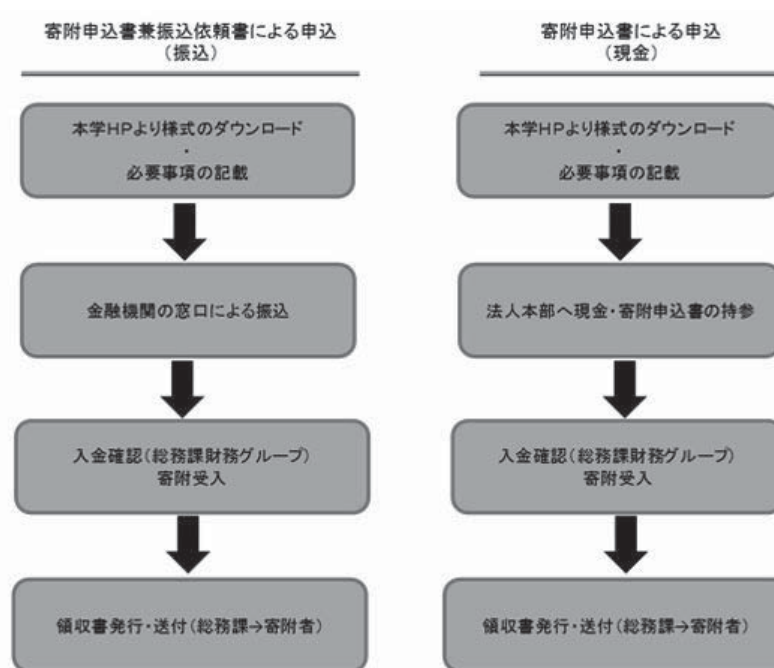 寄附申込書兼振込依頼書による申込
(振込)
本学HPより様式のダウンロード
・
必要事項の記載
金融機関の窓口による振込
入金確認(総務課財務グループ)
寄附受入
領収書発行・送付(総務課→寄附者)
寄附申込書による申込
(現金)
本学HPより様式のダウンロード
・
必要事項の記載
法人本部へ現金・寄附申込書の持参
入金確認(総務課財務グループ)
寄附受入
領収書発行・送付(総務課→寄附者)